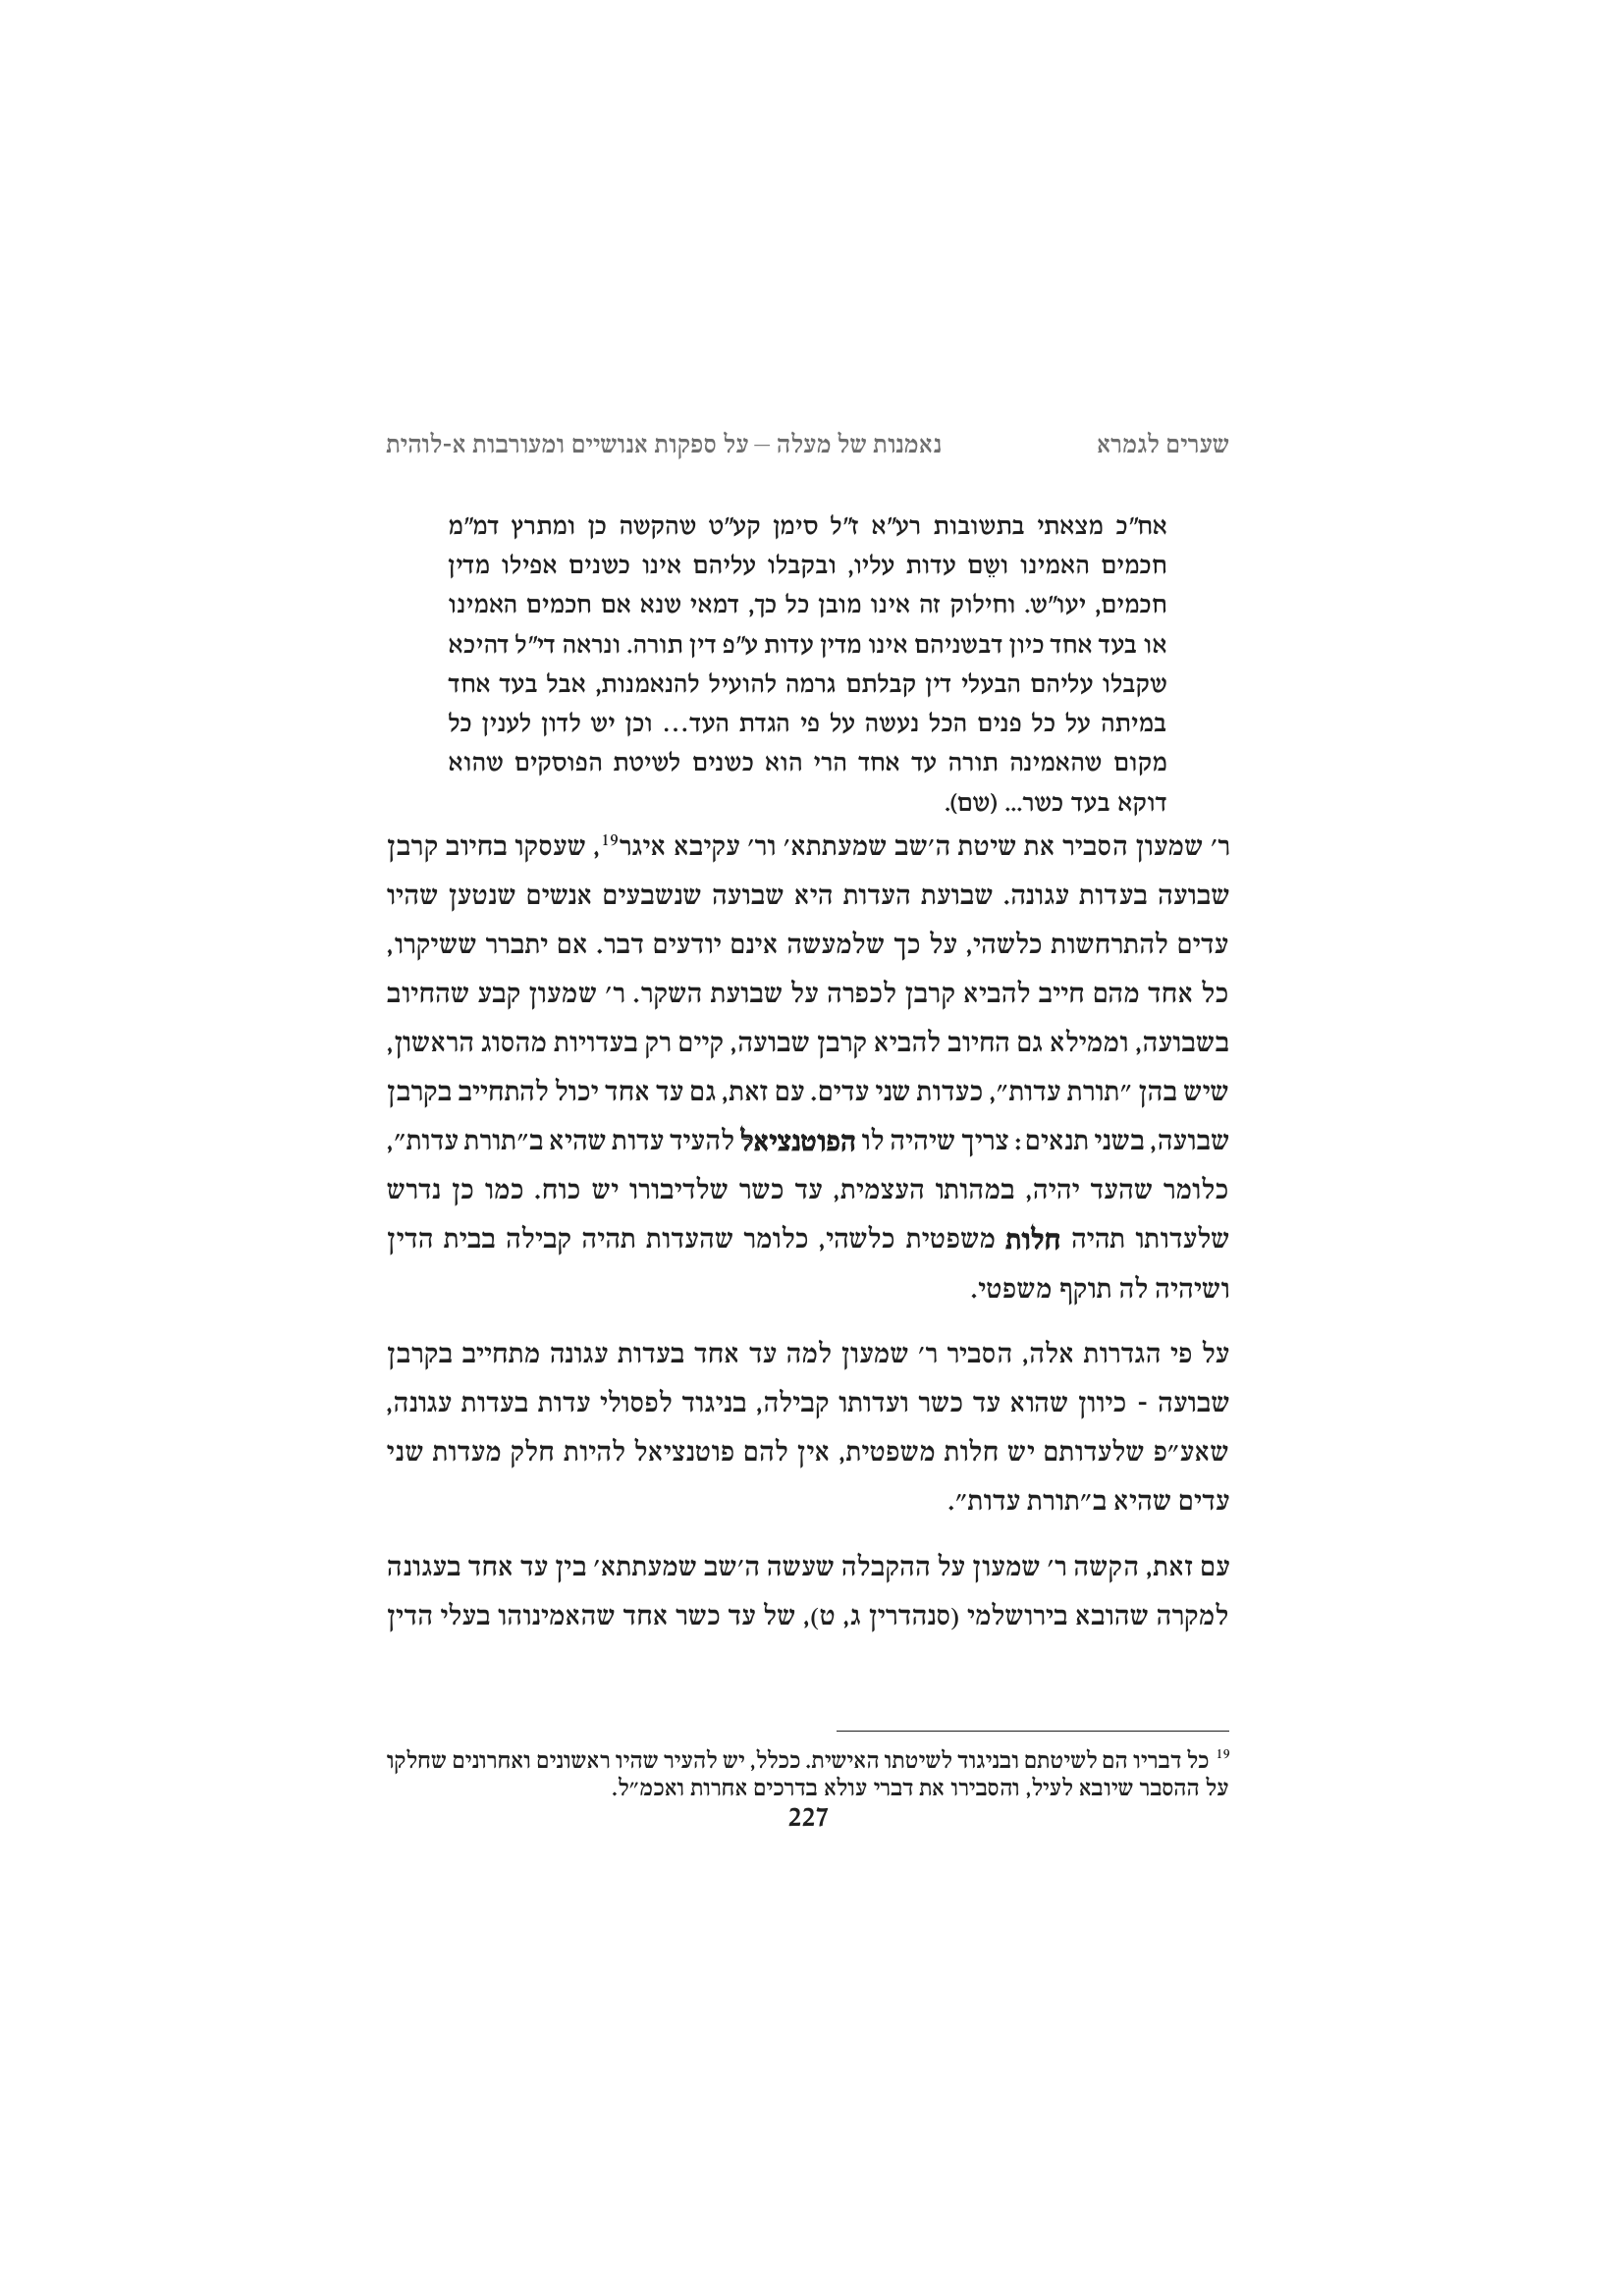 שערים לגמרא נאמנות של מעלה – על ספקות אנושיים ומעורבות א-לוהית
אח"כ מצאתי בתשובות רע"א ז"ל סימן קע"ט שהקשה כן ומתרץ דמ"מ
חכמים האמינו ושֵם עדות עליו, ובקבלו עליהם אינו כשנים אפילו מדין
חכמים, יעו"ש. וחילוק זה אינו מובן כל כך, דמאי שנא אם חכמים האמינו
או בעד אחד כיון דבשניהם אינו מדין עדות ע"פ דין תורה. ונראה די"ל דהיכא
שקבלו עליהם הבעלי דין קבלתם גרמה להועיל להנאמנות, אבל בעד אחד
במיתה על כל פנים הכל נעשה על פי הגדת העד... וכן יש לדון לענין כל
מקום שהאמינה תורה עד אחד הרי הוא כשנים לשיטת הפוסקים שהוא
דוקא בעד כשר... (שם).
ר׳ שמעון הסביר את שיטת ה׳שב שמעתתא׳ ור׳ עקיבא איגר19, שעסקו בחיוב קרבן
שבועה בעדות עגונה. שבועת העדות היא שבועה שנשבעים אנשים שנטען שהיו
עדים להתרחשות כלשהי, על כך שלמעשה אינם יודעים דבר. אם יתברר ששיקרו,
כל אחד מהם חייב להביא קרבן לכפרה על שבועת השקר. ר׳ שמעון קבע שהחיוב
בשבועה, וממילא גם החיוב להביא קרבן שבועה, קיים רק בעדויות מהסוג הראשון,
שיש בהן ״תורת עדות״, כעדות שני עדים. עם זאת, גם עד אחד יכול להתחייב בקרבן
שבועה, בשני תנאים: צריך שיהיה לו הפוטנציאל להעיד עדות שהיא ב״תורת עדות״,
כלומר שהעד יהיה, במהותו העצמית, עד כשר שלדיבורו יש כוח. כמו כן נדרש
שלעדותו תהיה חלות משפטית כלשהי, כלומר שהעדות תהיה קבילה בבית הדין
ושיהיה לה תוקף משפטי.
על פי הגדרות אלה, הסביר ר׳ שמעון למה עד אחד בעדות עגונה מתחייב בקרבן
שבועה - כיוון שהוא עד כשר ועדותו קבילה, בניגוד לפסולי עדות בעדות עגונה,
שאע״פ שלעדותם יש חלות משפטית, אין להם פוטנציאל להיות חלק מעדות שני
עדים שהיא ב״תורת עדות״.
עם זאת, הקשה ר׳ שמעון על ההקבלה שעשה ה׳שב שמעתתא׳ בין עד אחד בעגונה
למקרה שהובא בירושלמי (סנהדרין ג, ט), של עד כשר אחד שהאמינוהו בעלי הדין
19 כל דבריו הם לשיטתם ובניגוד לשיטתו האישית. ככלל, יש להעיר שהיו ראשונים ואחרונים שחלקו
על ההסבר שיובא לעיל, והסבירו את דברי עולא בדרכים אחרות ואכמ״ל.
227